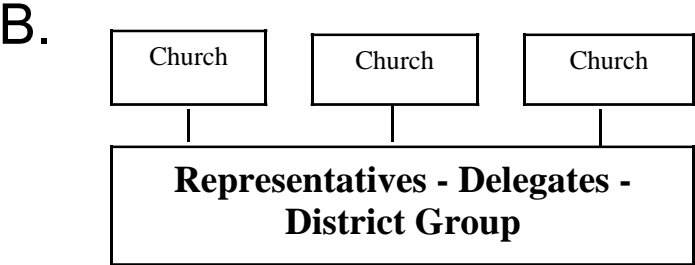 B.
Church Church Church
Representatives - Delegates -
District Group